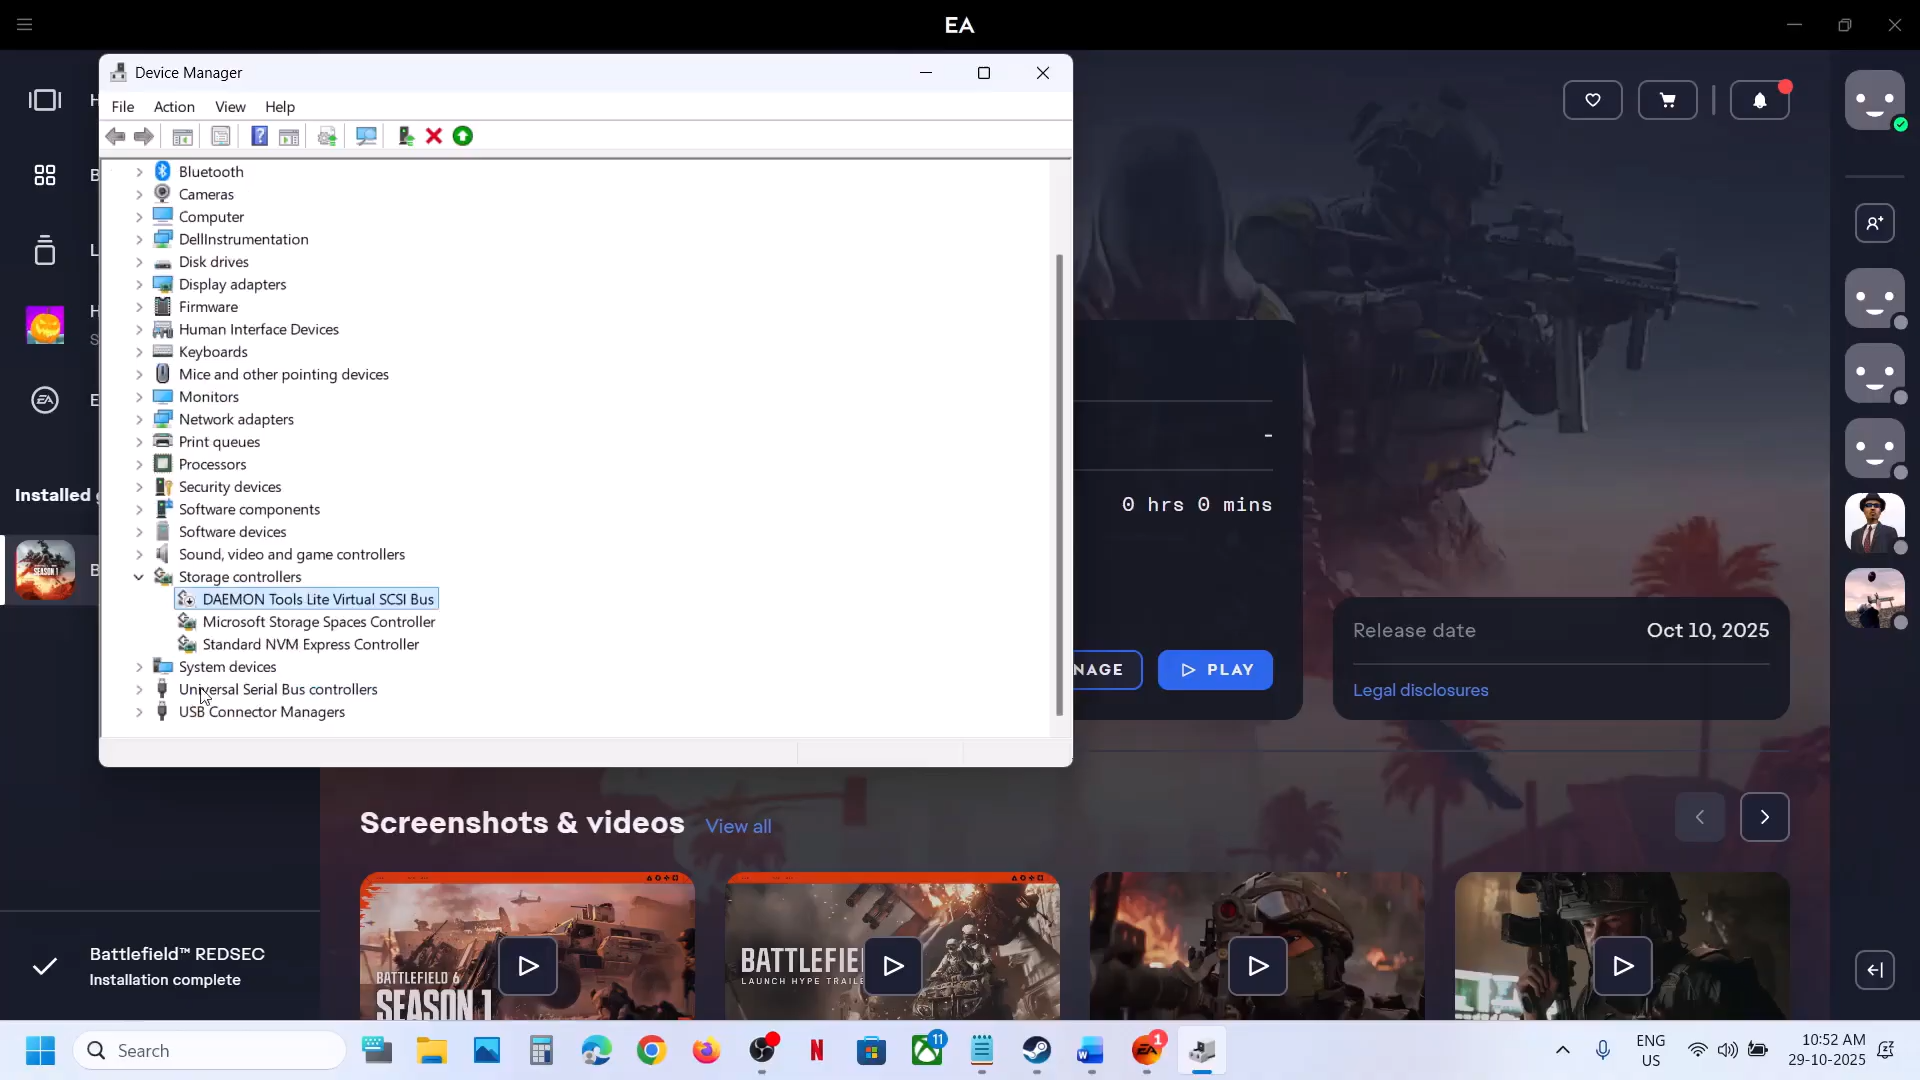 EA
Device Manager
File Action View Help
Bluetooth
Cameras
Computer
DellInstrumentation
Disk drives
Display adapters
Firmware
Human Interface Devices
Keyboards
Mice and other pointing devices
Monitors
Network adapters
Print queues
Processors
Security devices
Software components
Software devices
Sound, video and game controllers
Storage controllers
DAEMON Tools Lite Virtual SCSI Bus
Microsoft Storage Spaces Controller
Standard NVM Express Controller
System devices
Universal Serial Bus controllers
USB Connector Managers
H
B
L
H
S
E
Installed g
B
SEASON 1
-
0 hrs 0 mins
NAGE
PLAY
Release date Oct 10, 2025
Legal disclosures
Screenshots & videos View all
BATTLEFIELD 6
SEASON 1
BATTLEFIE
LAUNCH HYPE TRAILE
Battlefield™ REDSEC
Installation complete
Search
11
1
ENG
US
10:52 AM
29-10-2025